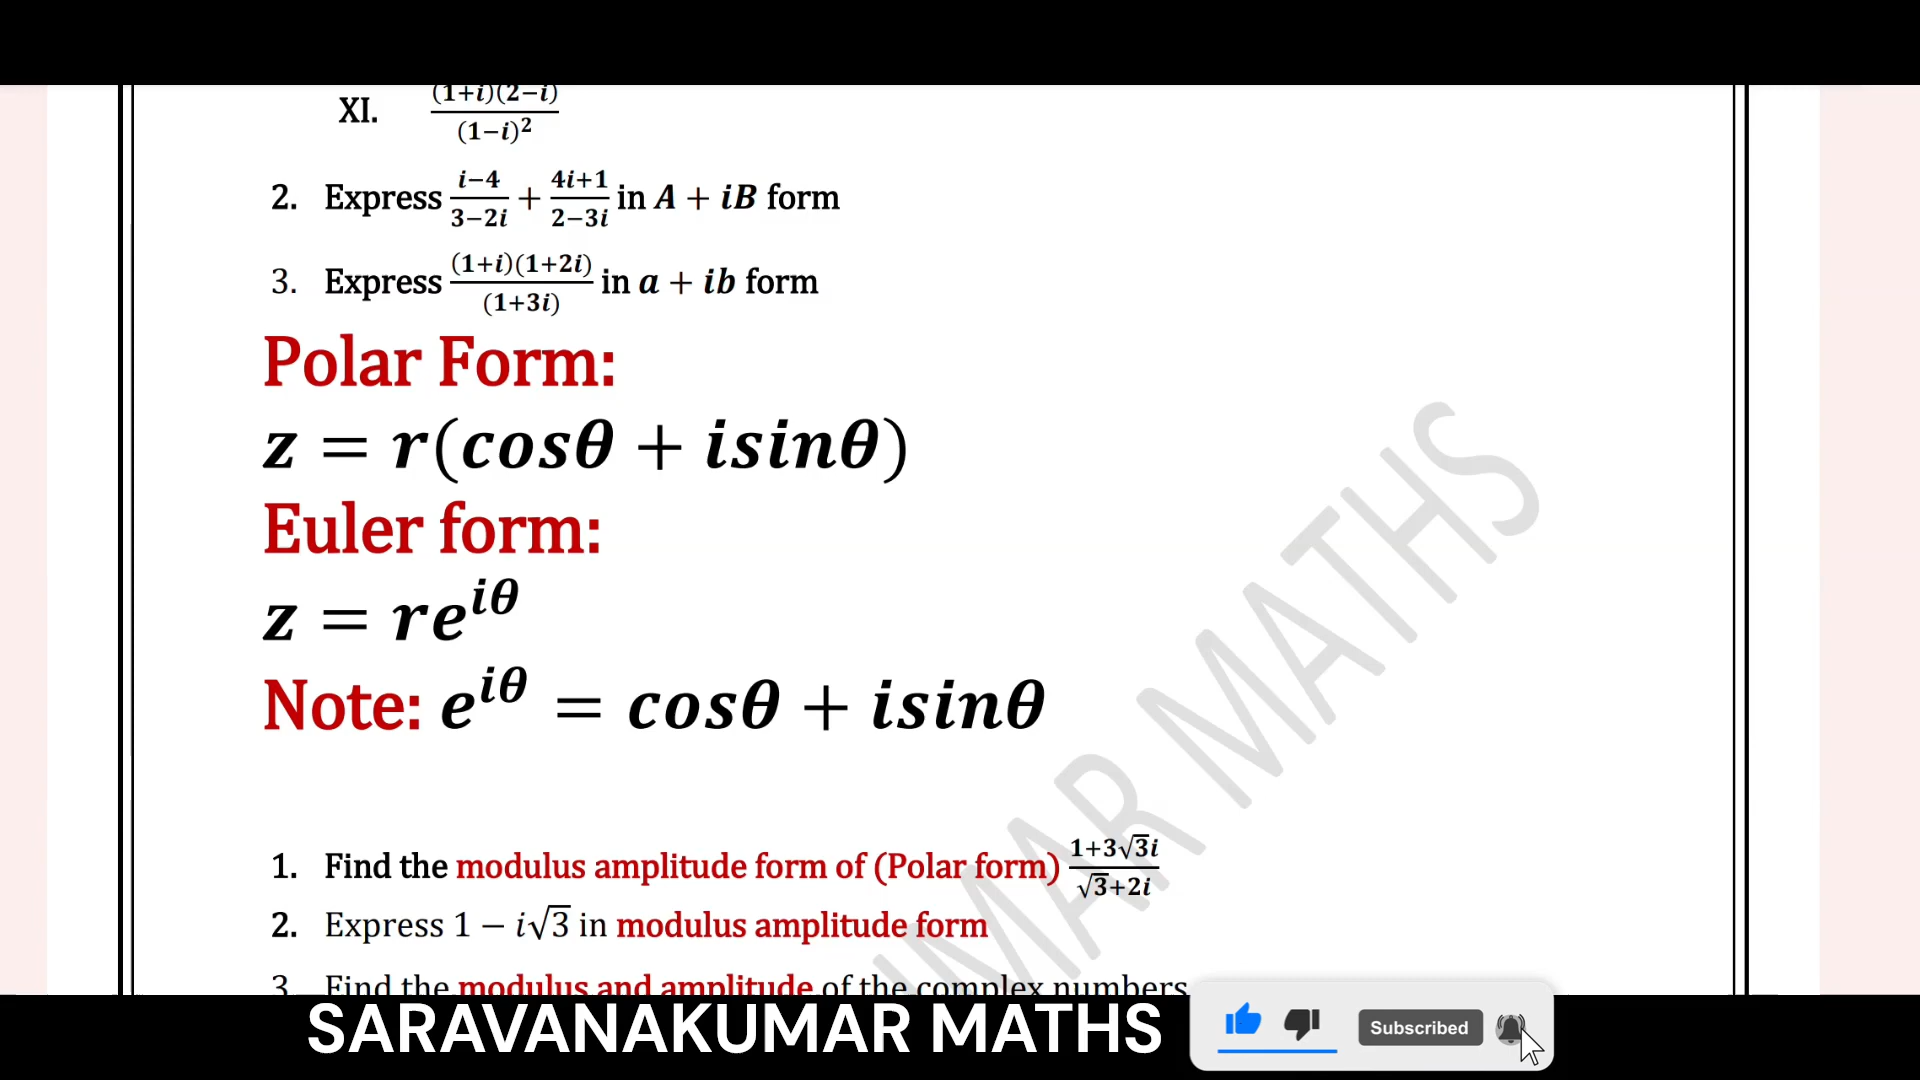 XI. (1+i)(2−i)/(1−i)²
2. Express (i−4)/(3−2i) + (4i+1)/(2−3i) in A + iB form
3. Express (1+i)(1+2i)/(1+3i) in a + ib form
Polar Form:
z = r(cosθ + isinθ)
Euler form:
z = re^{iθ}
Note: e^{iθ} = cosθ + isinθ
1. Find the modulus amplitude form of (Polar form) (1+3√3i)/(√3+2i)
2. Express 1 − i√3 in modulus amplitude form
3. Find the modulus and amplitude of the complex numbers
MAR MATHS
SARAVANAKUMAR MATHS
Subscribed